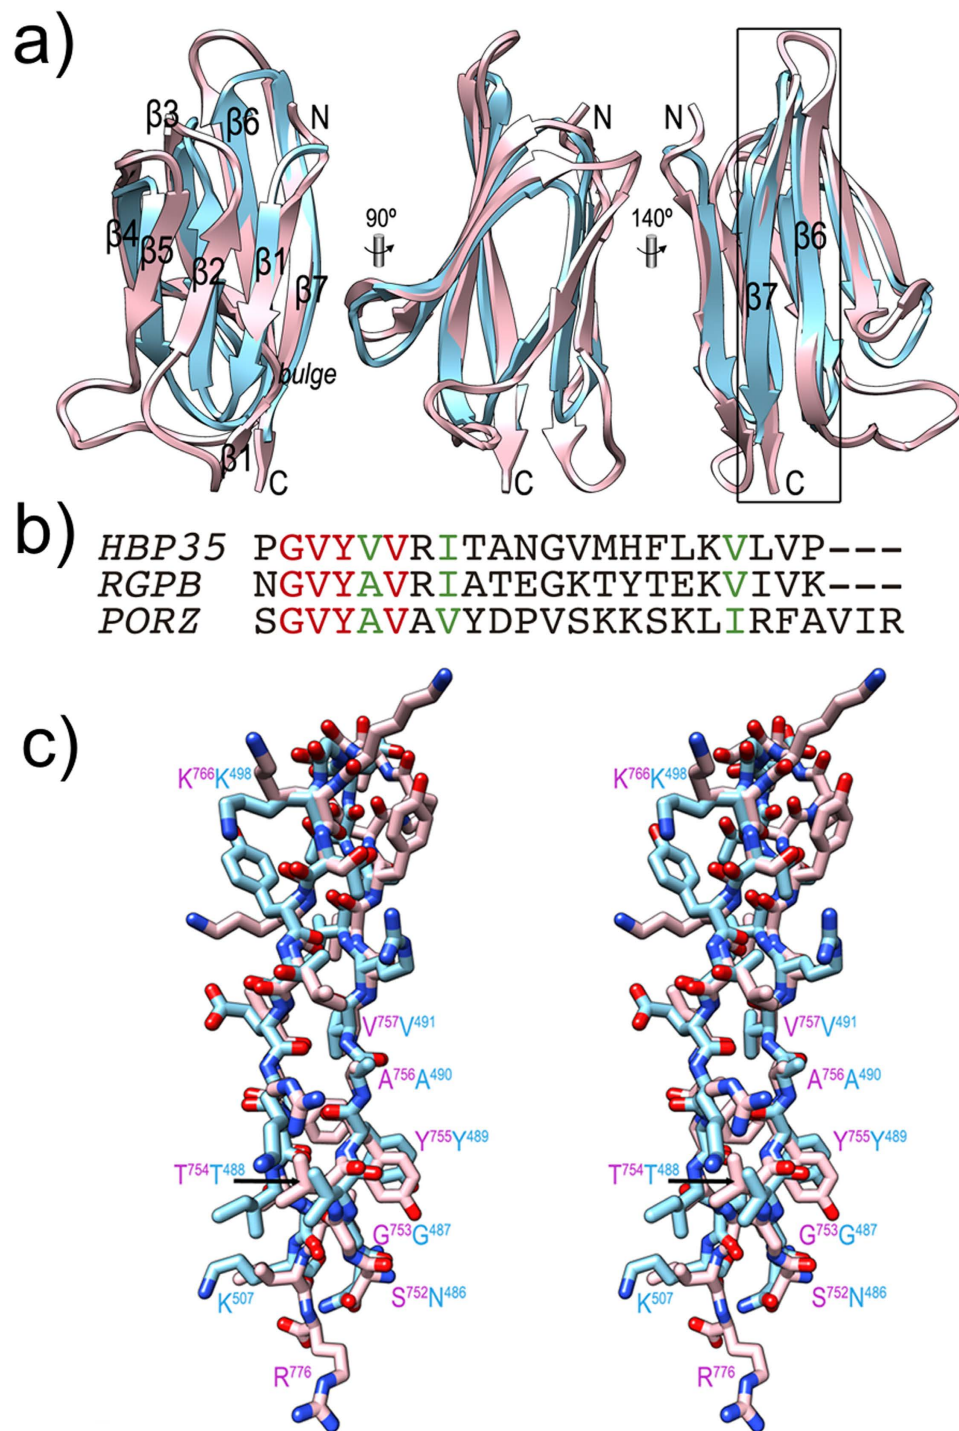 a)
β3
β6
N
β4
β5
β2
β1
β7
bulge
β1
C
90º
N
C
140º
N
β6
β7
C
b)
HBP35 PGVYVVRITANGVMHFLKVLVP---
RGPB NGVYAVRIATEGKTYTEKVIVK---
PORZ SGVYAVAVYDPVSKKSKLIRFAVIR
c)
K766K498
K766K498
V757V491
V757V491
A756A490
A756A490
Y755Y489
Y755Y489
T754T488
T754T488
G753G487
G753G487
K507
S752N486
K507
S752N486
R776
R776